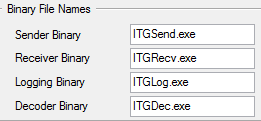 Binary File Names
Sender Binary ITGSend.exe
Receiver Binary ITGRecv.exe
Logging Binary ITGLog.exe
Decoder Binary ITGDec.exe